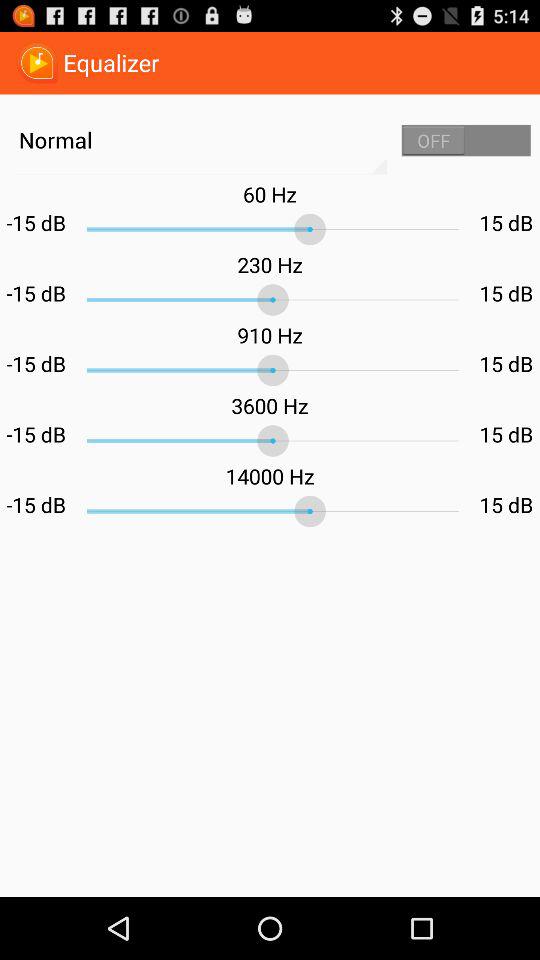 5:14
Equalizer
Normal
OFF
60 Hz
-15 dB 15 dB
230 Hz
-15 dB 15 dB
910 Hz
-15 dB 15 dB
3600 Hz
-15 dB 15 dB
14000 Hz
-15 dB 15 dB